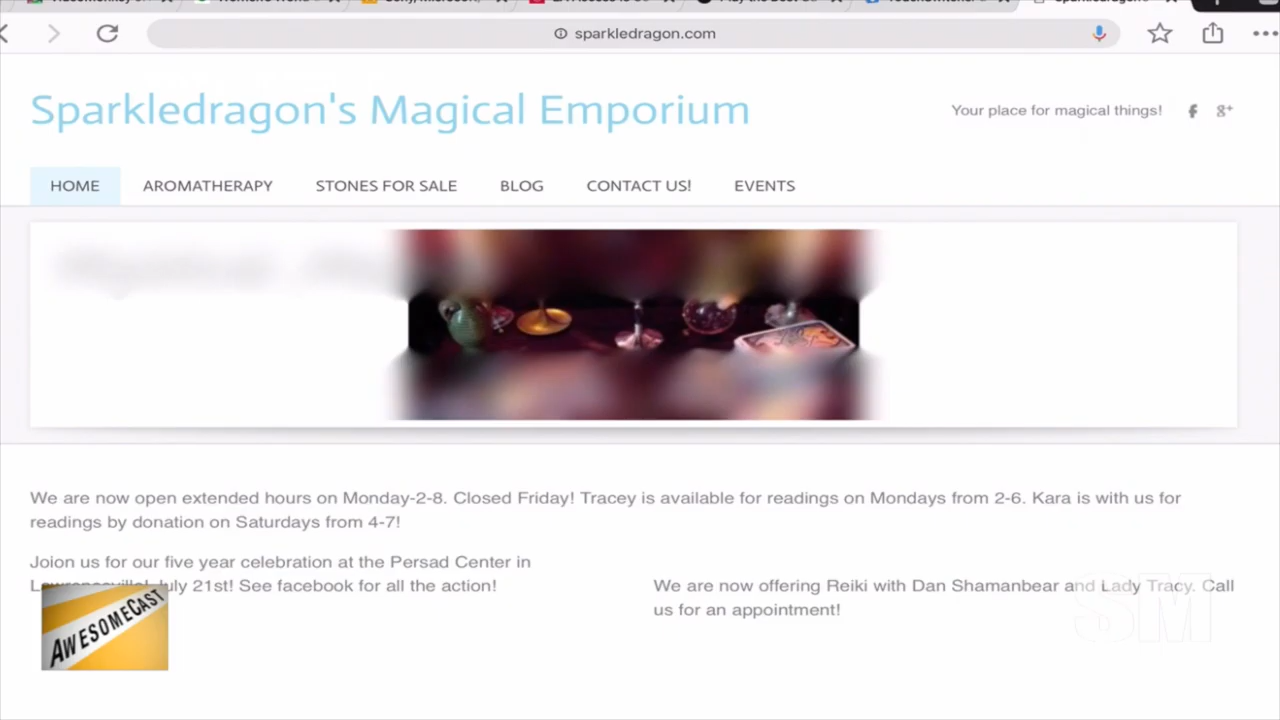 sparkledragon.com
Sparkledragon's Magical Emporium
Your place for magical things!
HOME AROMATHERAPY STONES FOR SALE BLOG CONTACT US! EVENTS
We are now open extended hours on Monday-2-8. Closed Friday! Tracey is available for readings on Mondays from 2-6. Kara is with us for
readings by donation on Saturdays from 4-7!
Joion us for our five year celebration at the Persad Center in
Lawrenceville! July 21st! See facebook for all the action!
We are now offering Reiki with Dan Shamanbear and Lady Tracy. Call
us for an appointment!
AWESOMECAST
SM